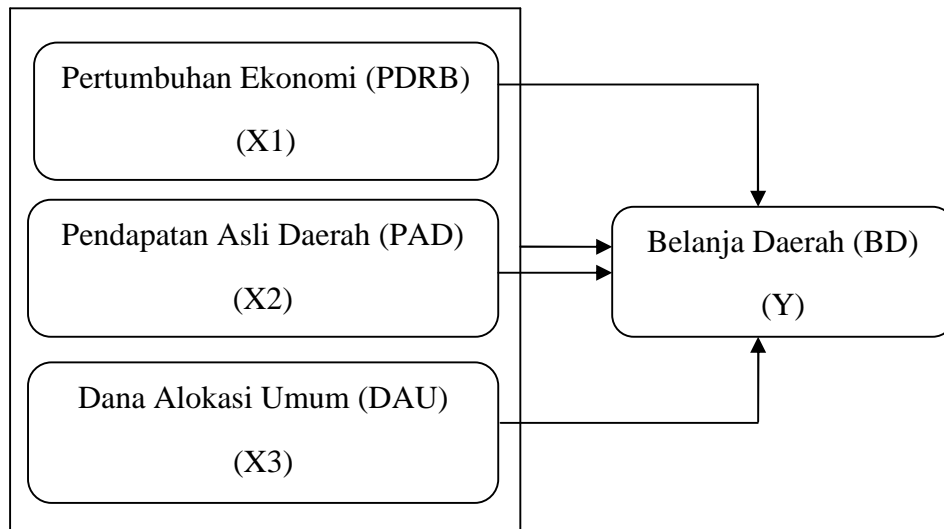 Pertumbuhan Ekonomi (PDRB)
(X1)
Pendapatan Asli Daerah (PAD)
(X2)
Dana Alokasi Umum (DAU)
(X3)
Belanja Daerah (BD)
(Y)